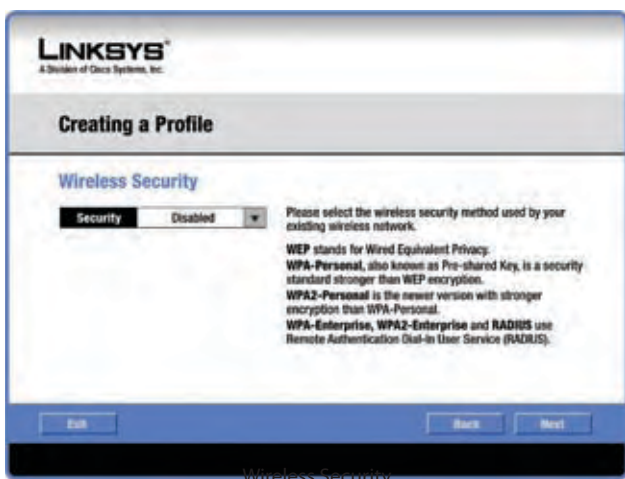 LINKSYS®
A Division of Cisco Systems, Inc.
Creating a Profile
Wireless Security
Security Disabled
Please select the wireless security method used by your
existing wireless network.
WEP stands for Wired Equivalent Privacy.
WPA-Personal, also known as Pre-shared Key, is a security
standard stronger than WEP encryption.
WPA2-Personal is the newer version with stronger
encryption than WPA-Personal.
WPA-Enterprise, WPA2-Enterprise and RADIUS use
Remote Authentication Dial-In User Service (RADIUS).
Exit Back Next
Wireless Security